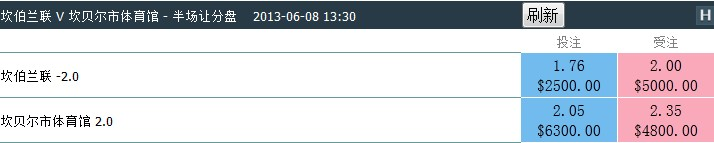 坎伯兰联 V 坎贝尔市体育馆 - 半场让分盘 2013-06-08 13:30 刷新 H
投注 受注
坎伯兰联 -2.0 1.76 2.00
$2500.00 $5000.00
坎贝尔市体育馆 2.0 2.05 2.35
$6300.00 $4800.00